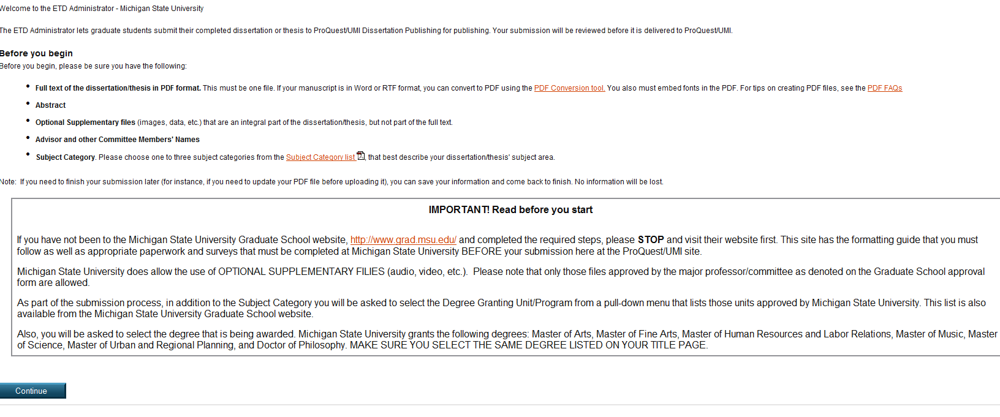 Welcome to the ETD Administrator - Michigan State University
The ETD Administrator lets graduate students submit their completed dissertation or thesis to ProQuest/UMI Dissertation Publishing for publishing. Your submission will be reviewed before it is delivered to ProQuest/UMI.
Before you begin
Before you begin, please be sure you have the following:
• Full text of the dissertation/thesis in PDF format. This must be one file. If your manuscript is in Word or RTF format, you can convert to PDF using the PDF Conversion tool. You also must embed fonts in the PDF. For tips on creating PDF files, see the PDF FAQs
• Abstract
• Optional Supplementary files (images, data, etc.) that are an integral part of the dissertation/thesis, but not part of the full text.
• Advisor and other Committee Members' Names
• Subject Category. Please choose one to three subject categories from the Subject Category list , that best describe your dissertation/thesis' subject area.
Note: If you need to finish your submission later (for instance, if you need to update your PDF file before uploading it), you can save your information and come back to finish. No information will be lost.
IMPORTANT! Read before you start
If you have not been to the Michigan State University Graduate School website, http://www.grad.msu.edu/ and completed the required steps, please STOP and visit their website first. This site has the formatting guide that you must
follow as well as appropriate paperwork and surveys that must be completed at Michigan State University BEFORE your submission here at the ProQuest/UMI site.
Michigan State University does allow the use of OPTIONAL SUPPLEMENTARY FILIES (audio, video, etc.). Please note that only those files approved by the major professor/committee as denoted on the Graduate School approval
form are allowed.
As part of the submission process, in addition to the Subject Category you will be asked to select the Degree Granting Unit/Program from a pull-down menu that lists those units approved by Michigan State University. This list is also
available from the Michigan State University Graduate School website.
Also, you will be asked to select the degree that is being awarded. Michigan State University grants the following degrees: Master of Arts, Master of Fine Arts, Master of Human Resources and Labor Relations, Master of Music, Master
of Science, Master of Urban and Regional Planning, and Doctor of Philosophy. MAKE SURE YOU SELECT THE SAME DEGREE LISTED ON YOUR TITLE PAGE.
Continue